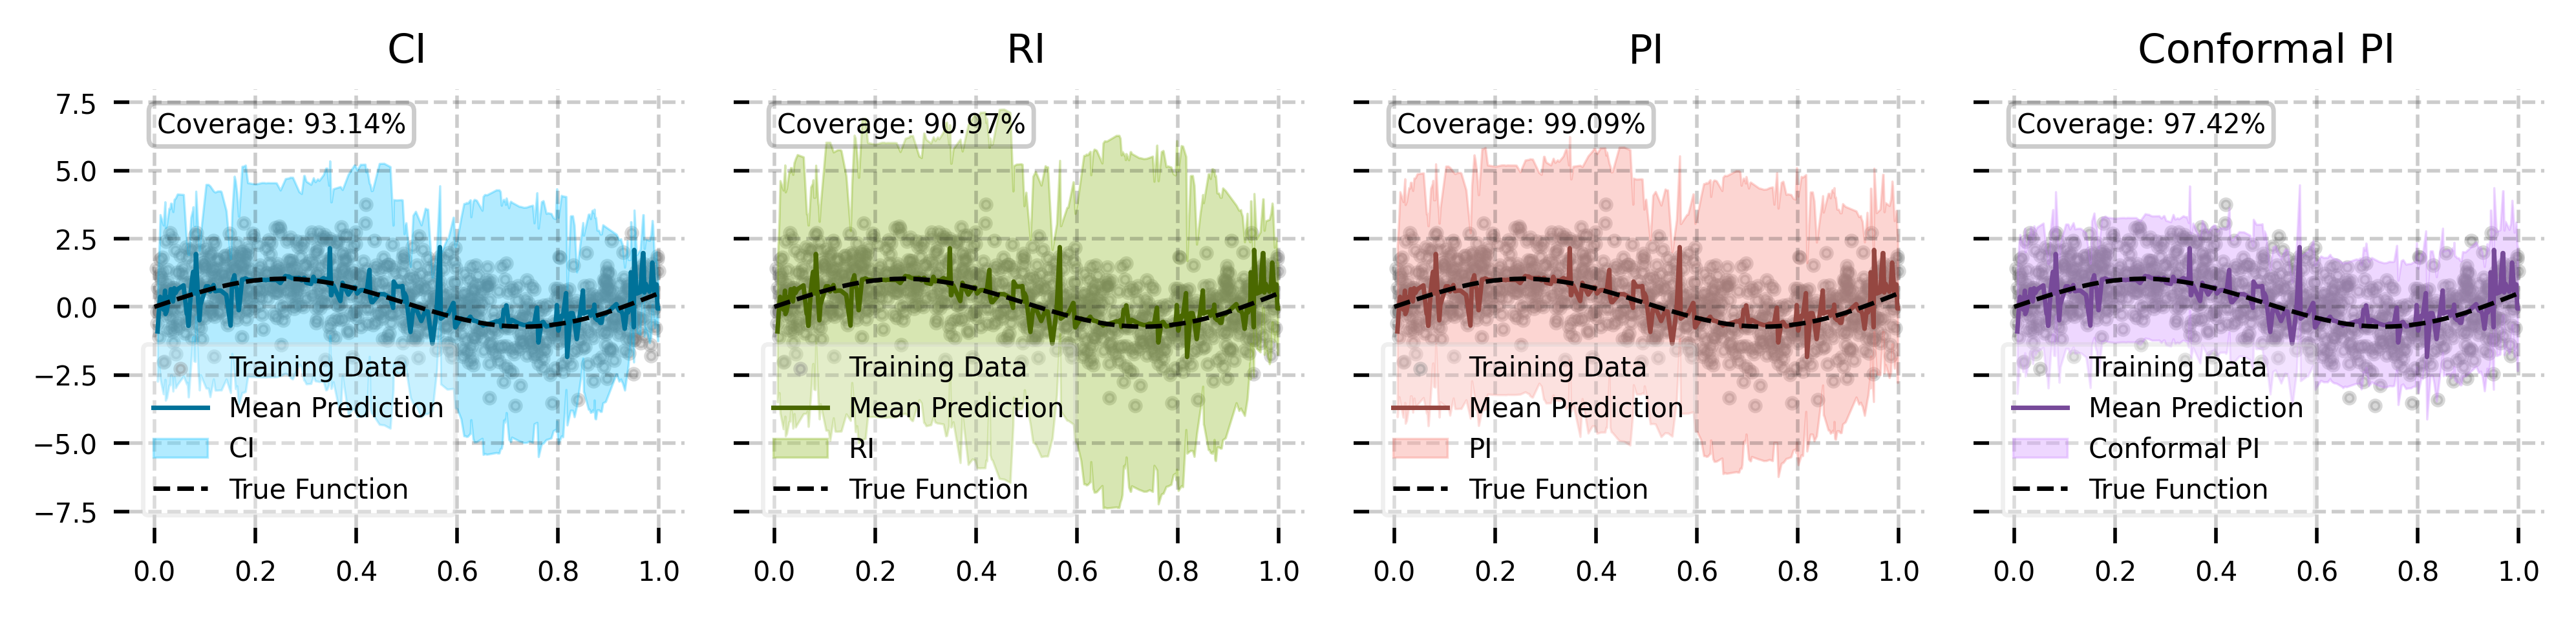 CI
RI
PI
Conformal PI
7.5
5.0
2.5
0.0
−2.5
−5.0
−7.5
Coverage: 93.14%
Training Data
Mean Prediction
CI
True Function
0.0 0.2 0.4 0.6 0.8 1.0
Coverage: 90.97%
Training Data
Mean Prediction
RI
True Function
0.0 0.2 0.4 0.6 0.8 1.0
Coverage: 99.09%
Training Data
Mean Prediction
PI
True Function
0.0 0.2 0.4 0.6 0.8 1.0
Coverage: 97.42%
Training Data
Mean Prediction
Conformal PI
True Function
0.0 0.2 0.4 0.6 0.8 1.0